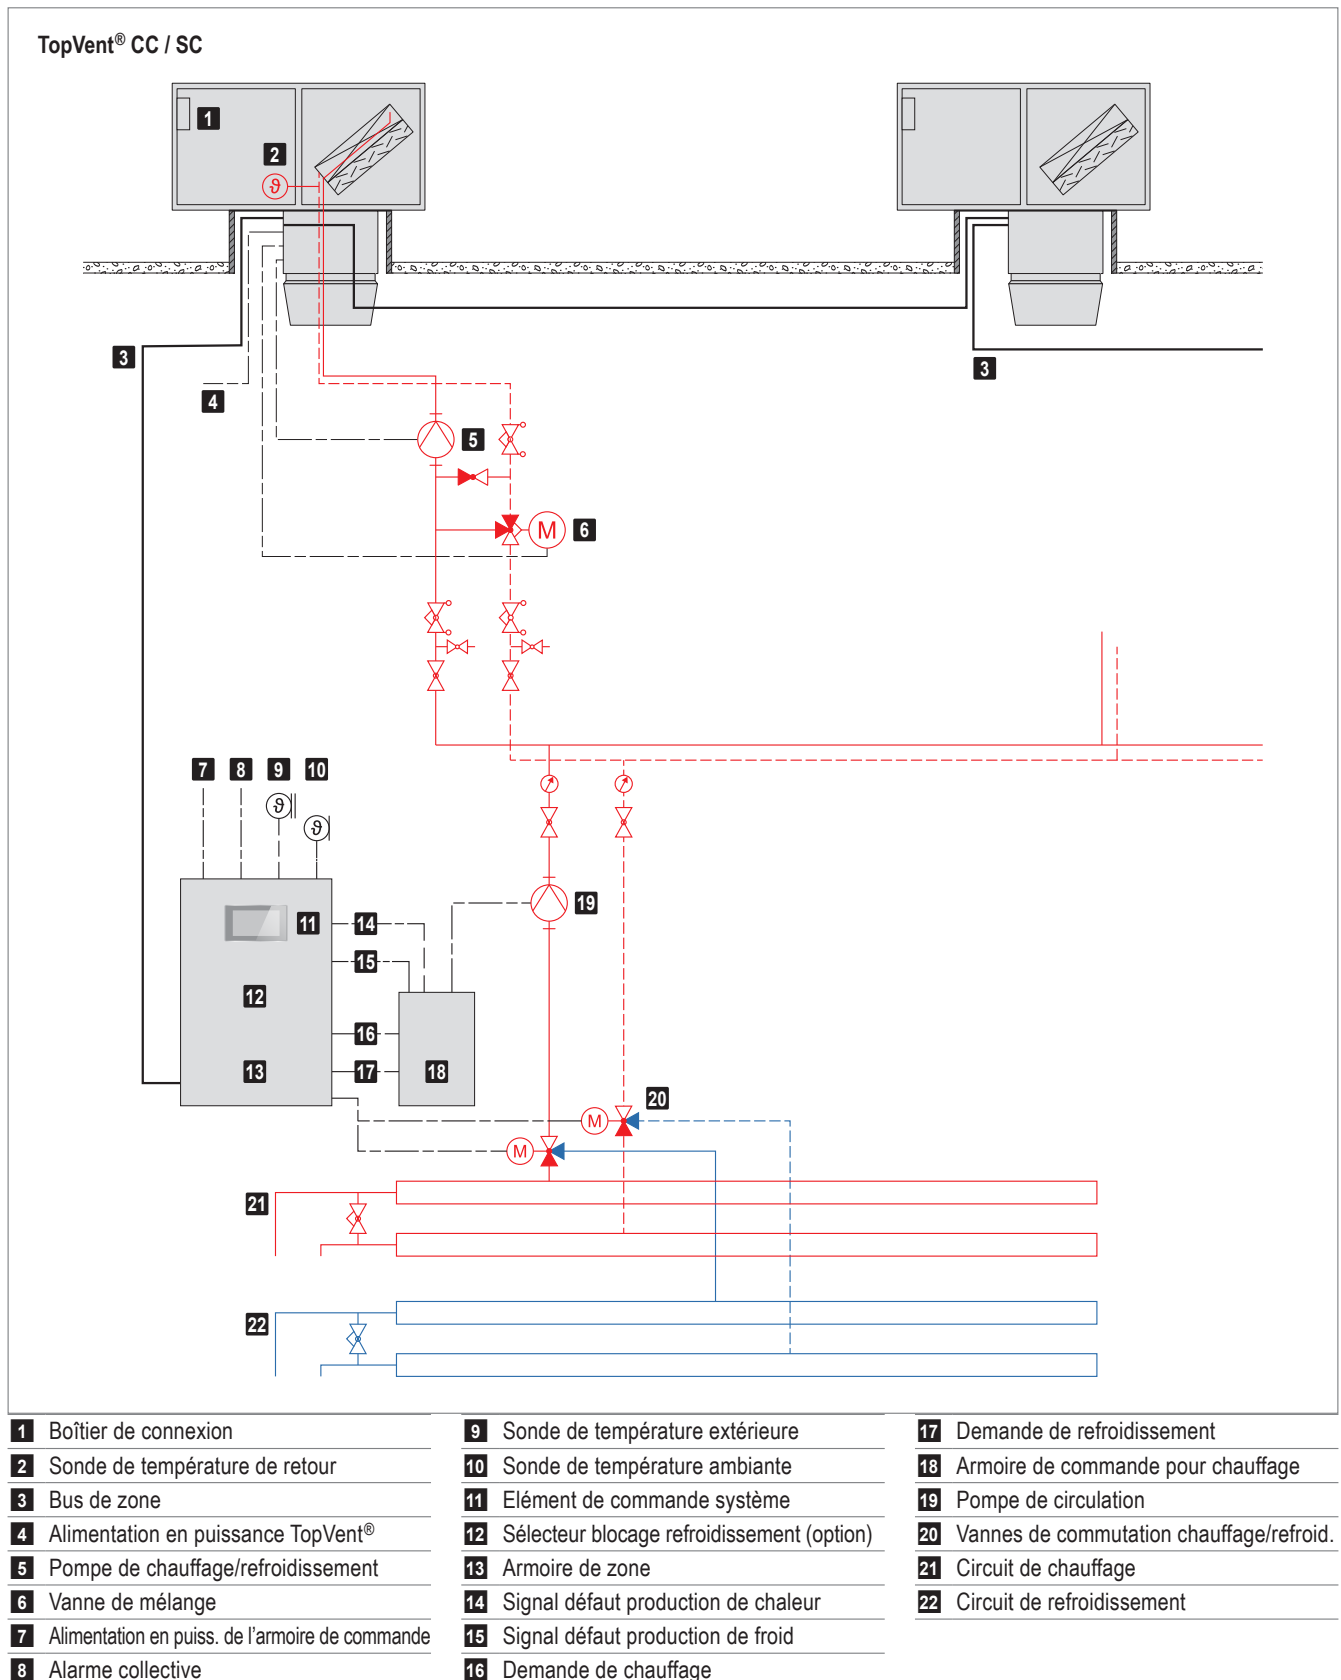 TopVent® CC / SC
1
2
ϑ
3
3
4
5
M
6
7
8
9
10
ϑ
ϑ
11
14
19
15
12
16
13
17
18
20
M
M
21
22
1 Boîtier de connexion
2 Sonde de température de retour
3 Bus de zone
4 Alimentation en puissance TopVent®
5 Pompe de chauffage/refroidissement
6 Vanne de mélange
7 Alimentation en puiss. de l'armoire de commande
8 Alarme collective
9 Sonde de température extérieure
10 Sonde de température ambiante
11 Elément de commande système
12 Sélecteur blocage refroidissement (option)
13 Armoire de zone
14 Signal défaut production de chaleur
15 Signal défaut production de froid
16 Demande de chauffage
17 Demande de refroidissement
18 Armoire de commande pour chauffage
19 Pompe de circulation
20 Vannes de commutation chauffage/refroid.
21 Circuit de chauffage
22 Circuit de refroidissement